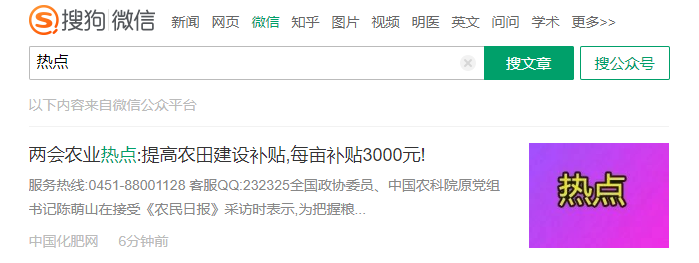 搜狗 微信 新闻 网页 微信 知乎 图片 视频 明医 英文 问问 学术 更多>>
热点 搜文章 搜公众号
以下内容来自微信公众平台
两会农业热点:提高农田建设补贴,每亩补贴3000元!
服务热线:0451-88001128 客服QQ:232325全国政协委员、中国农科院原党组
书记陈萌山在接受《农民日报》采访时表示,为把握粮...
热点
中国化肥网 6分钟前